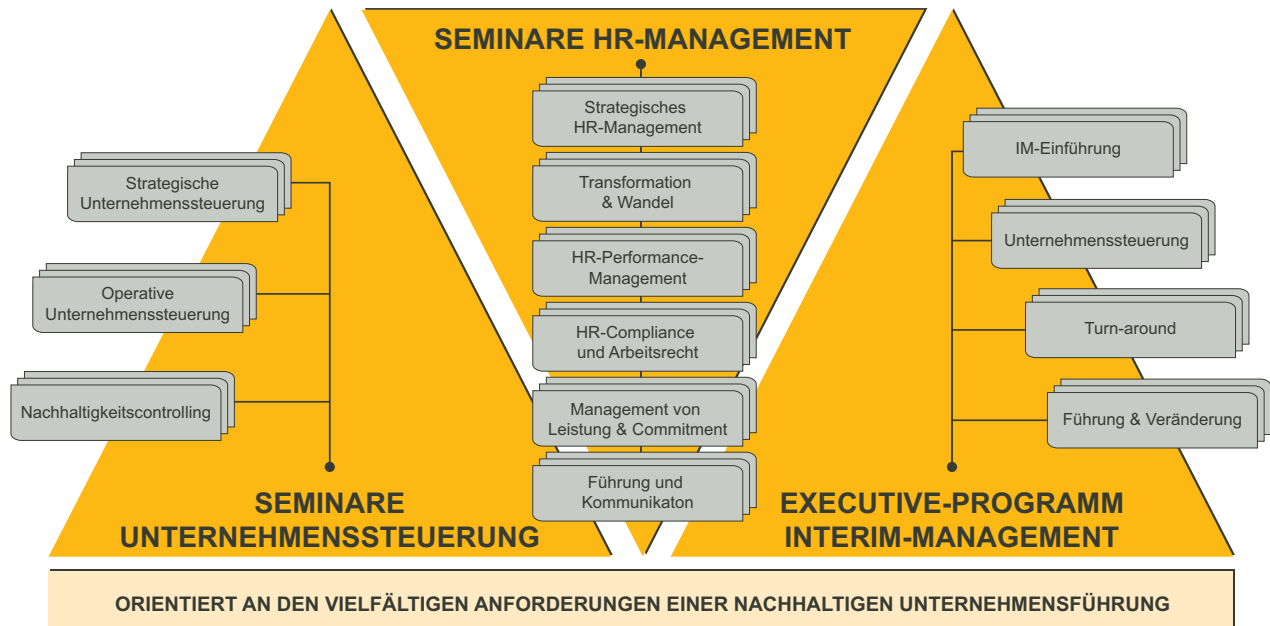 SEMINARE HR-MANAGEMENT
Strategisches
HR-Management
Transformation
& Wandel
HR-Performance-
Management
HR-Compliance
und Arbeitsrecht
Management von
Leistung & Commitment
Führung und
Kommunikaton
Strategische
Unternehmenssteuerung
Operative
Unternehmenssteuerung
Nachhaltigkeitscontrolling
SEMINARE
UNTERNEHMENSSTEUERUNG
IM-Einführung
Unternehmenssteuerung
Turn-around
Führung & Veränderung
EXECUTIVE-PROGRAMM
INTERIM-MANAGEMENT
ORIENTIERT AN DEN VIELFÄLTIGEN ANFORDERUNGEN EINER NACHHALTIGEN UNTERNEHMENSFÜHRUNG